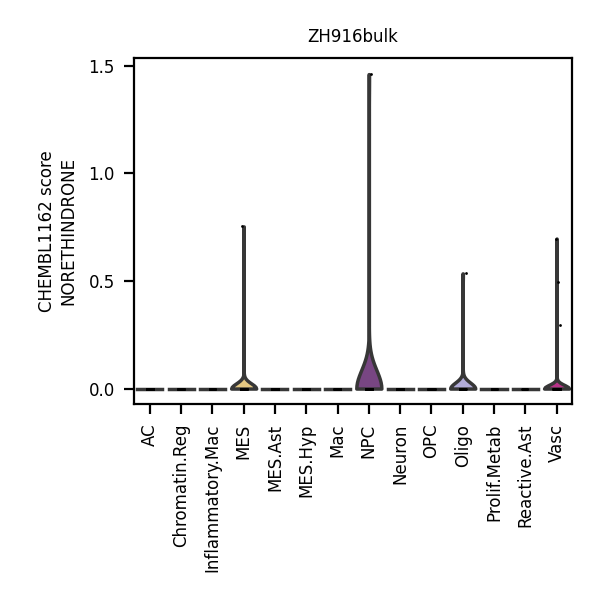 ZH916bulk
CHEMBL1162 score
NORETHINDRONE
1.5
1.0
0.5
0.0
AC
Chromatin.Reg
Inflammatory.Mac
MES
MES.Ast
MES.Hyp
Mac
NPC
Neuron
OPC
Oligo
Prolif.Metab
Reactive.Ast
Vasc